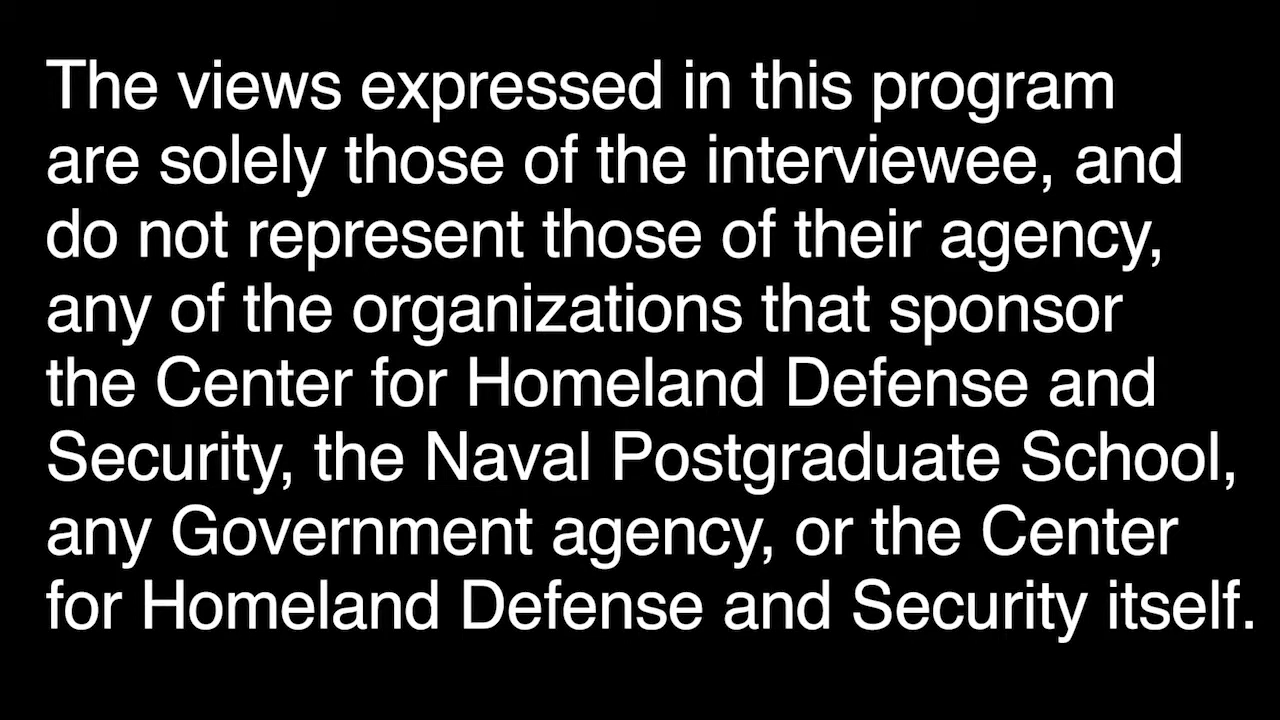 The views expressed in this program
are solely those of the interviewee, and
do not represent those of their agency,
any of the organizations that sponsor
the Center for Homeland Defense and
Security, the Naval Postgraduate School,
any Government agency, or the Center
for Homeland Defense and Security itself.